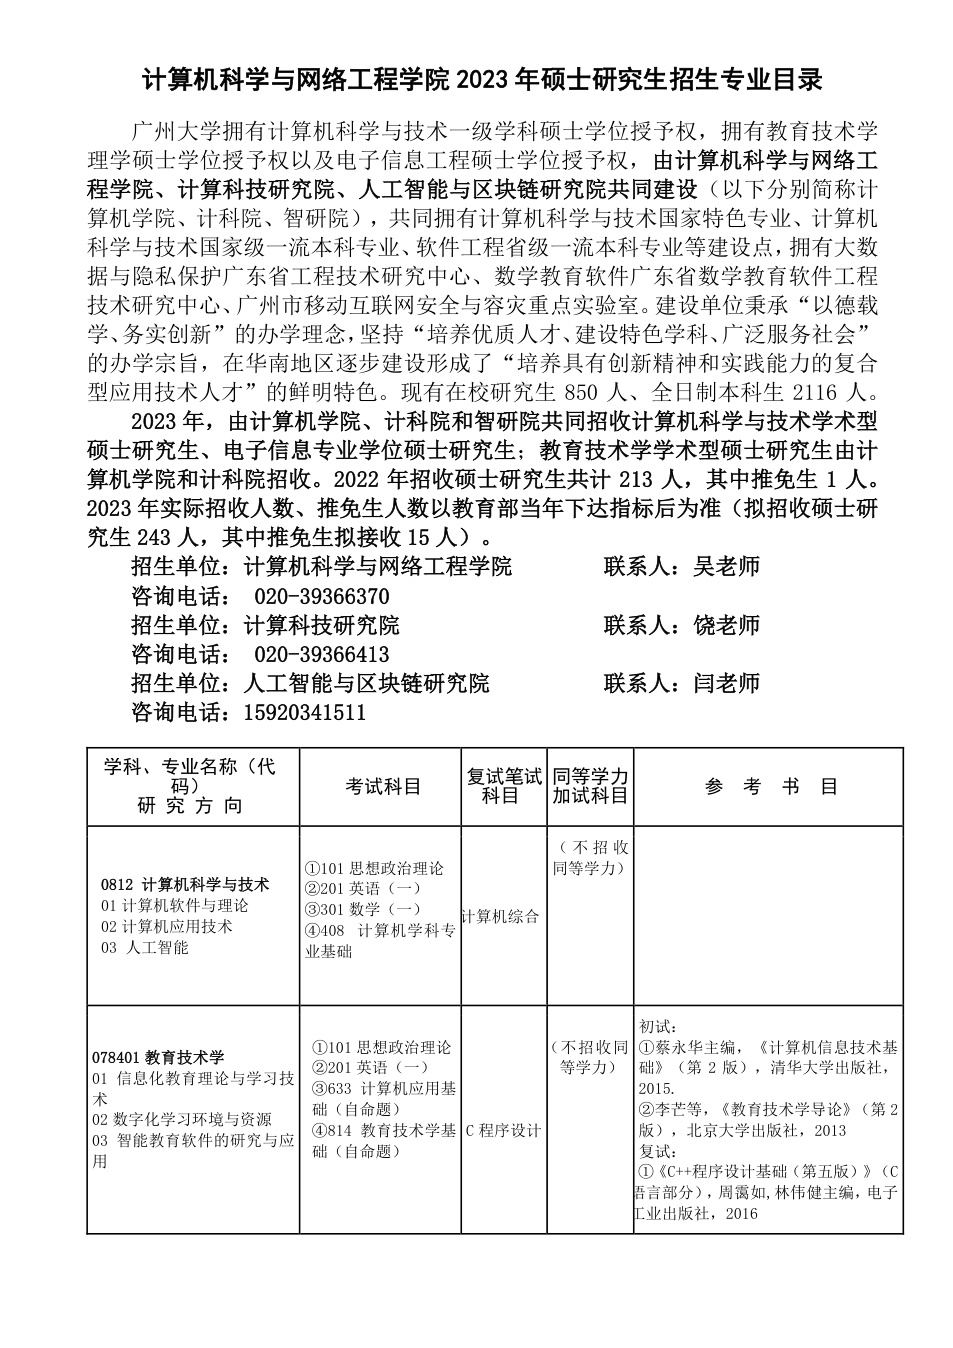 计算机科学与网络工程学院 2023 年硕士研究生招生专业目录
广州大学拥有计算机科学与技术一级学科硕士学位授予权，拥有教育技术学
理学硕士学位授予权以及电子信息工程硕士学位授予权，由计算机科学与网络工
程学院、计算科技研究院、人工智能与区块链研究院共同建设（以下分别简称计
算机学院、计科院、智研院），共同拥有计算机科学与技术国家特色专业、计算机
科学与技术国家级一流本科专业、软件工程省级一流本科专业等建设点，拥有大数
据与隐私保护广东省工程技术研究中心、数学教育软件广东省数学教育软件工程
技术研究中心、广州市移动互联网安全与容灾重点实验室。建设单位秉承“以德载
学、务实创新”的办学理念，坚持“培养优质人才、建设特色学科、广泛服务社会”
的办学宗旨，在华南地区逐步建设形成了“培养具有创新精神和实践能力的复合
型应用技术人才”的鲜明特色。现有在校研究生 850 人、全日制本科生 2116 人。
2023 年，由计算机学院、计科院和智研院共同招收计算机科学与技术学术型
硕士研究生、电子信息专业学位硕士研究生；教育技术学学术型硕士研究生由计
算机学院和计科院招收。2022 年招收硕士研究生共计 213 人，其中推免生 1 人。
2023 年实际招收人数、推免生人数以教育部当年下达指标后为准（拟招收硕士研
究生 243 人，其中推免生拟接收 15 人）。
招生单位：计算机科学与网络工程学院 联系人：吴老师
咨询电话： 020-39366370
招生单位：计算科技研究院 联系人：饶老师
咨询电话： 020-39366413
招生单位：人工智能与区块链研究院 联系人：闫老师
咨询电话：15920341511
学科、专业名称（代
码）
研 究 方 向
考试科目
复试笔试
科目
同等学力
加试科目
参 考 书 目
0812 计算机科学与技术
01 计算机软件与理论
02 计算机应用技术
03 人工智能
①101 思想政治理论
②201 英语（一）
③301 数学（一）
④408 计算机学科专
业基础
计算机综合
（不招收
同等学力）
078401 教育技术学
01 信息化教育理论与学习技
术
02 数字化学习环境与资源
03 智能教育软件的研究与应
用
①101 思想政治理论
②201 英语（一）
③633 计算机应用基
础（自命题）
④814 教育技术学基
础（自命题）
C 程序设计
（不招收同
等学力）
初试：
①蔡永华主编，《计算机信息技术基
础》（第 2 版），清华大学出版社，
2015.
②李芒等，《教育技术学导论》（第 2
版），北京大学出版社，2013
复试：
①《C++程序设计基础（第五版）》（C
语言部分），周霭如,林伟健主编，电子
工业出版社，2016